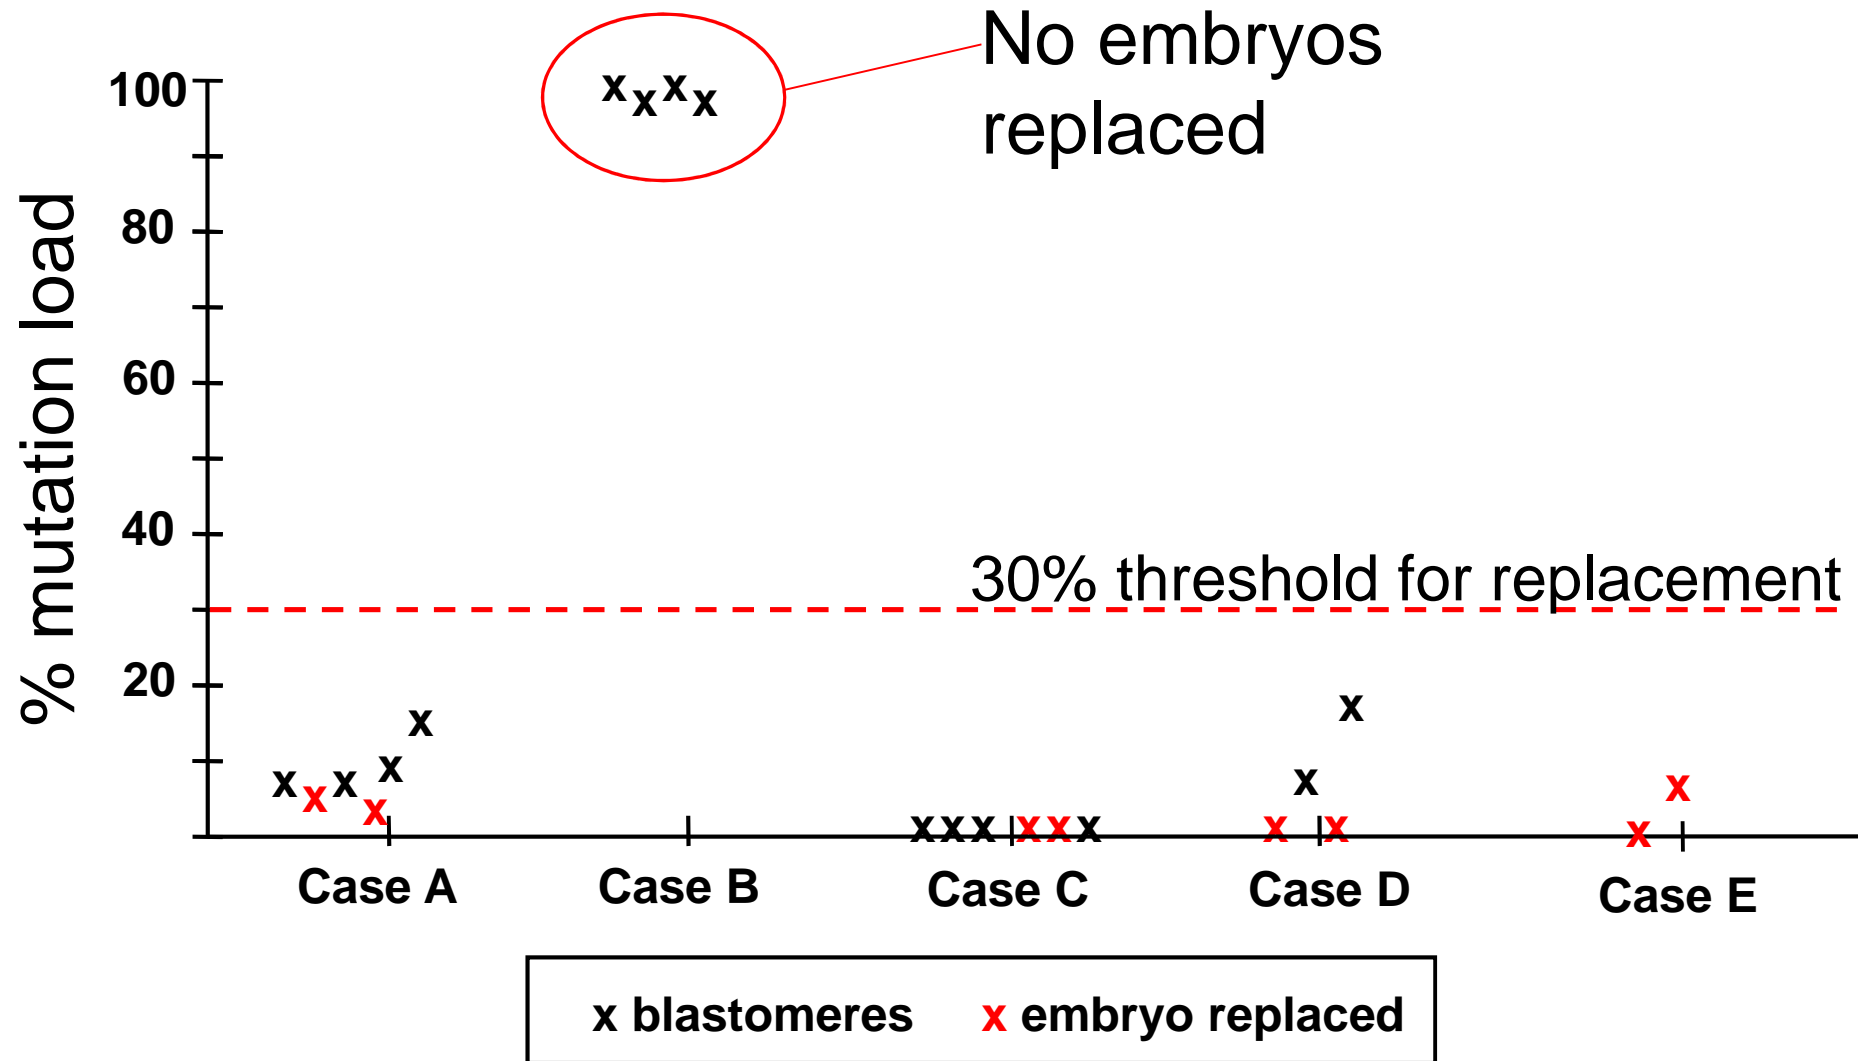 No embryos
replaced
% mutation load
100
80
60
40
20
30% threshold for replacement
x x x x
x x x x x x
x x x x x x
x x x x
x x
Case A Case B Case C Case D Case E
x blastomeres x embryo replaced